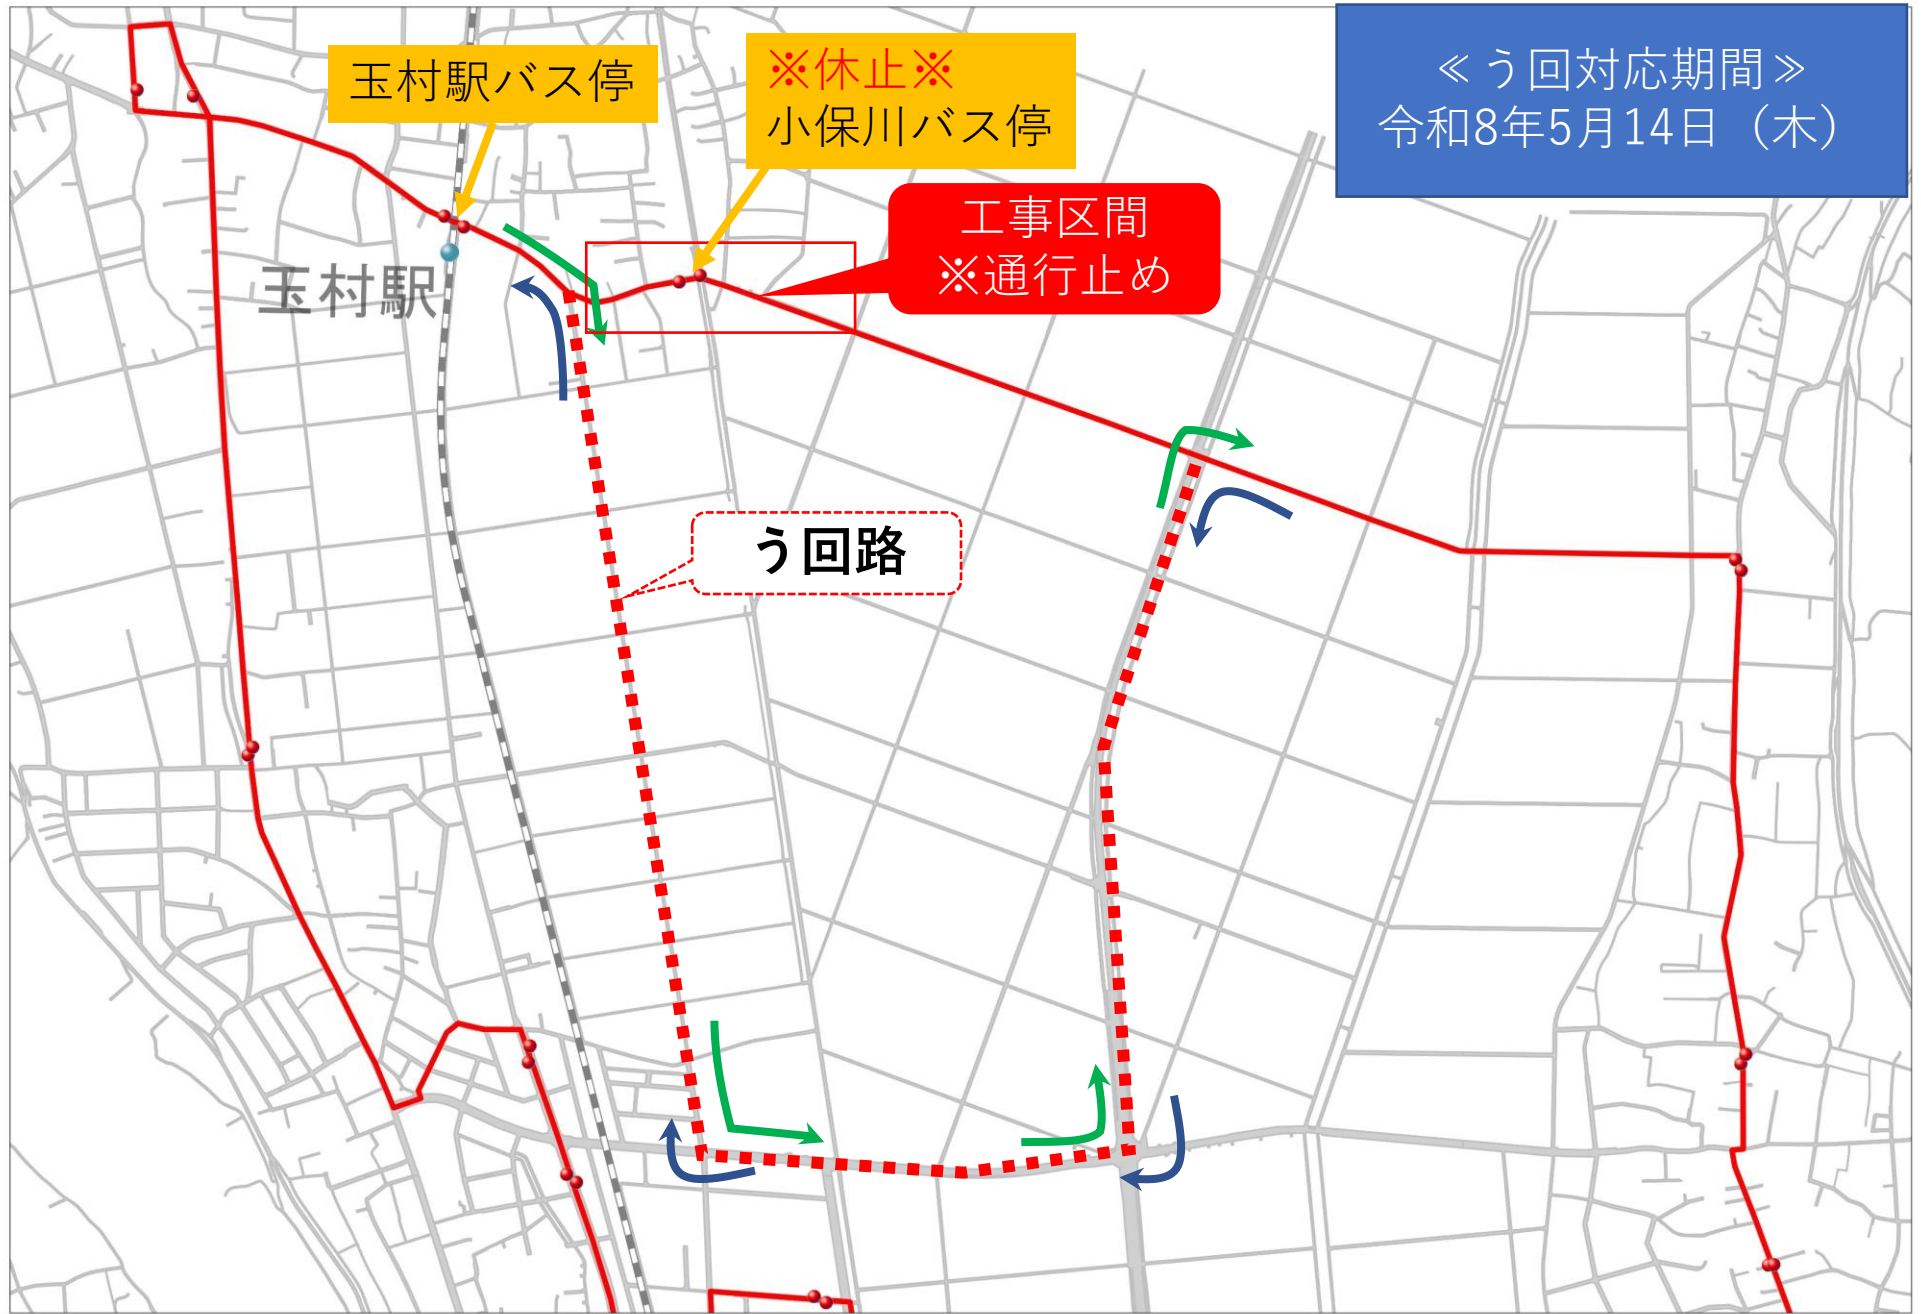 玉村駅バス停
※休止※
小保川バス停
≪う回対応期間≫
令和8年5月14日（木）
工事区間
※通行止め
玉村駅
う回路